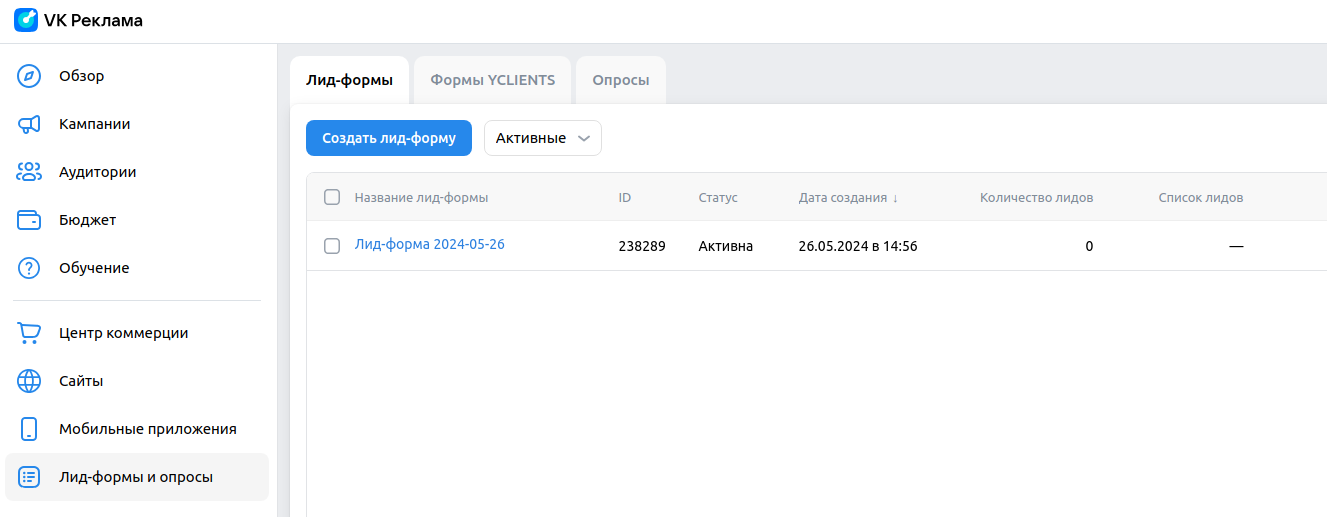 VK Реклама
Обзор
Кампании
Аудитории
Бюджет
Обучение
Центр коммерции
Сайты
Мобильные приложения
Лид-формы и опросы
Лид-формы Формы YCLIENTS Опросы
Создать лид-форму Активные
Название лид-формы ID Статус Дата создания ↓ Количество лидов Список лидов
Лид-форма 2024-05-26 238289 Активна 26.05.2024 в 14:56 0 —